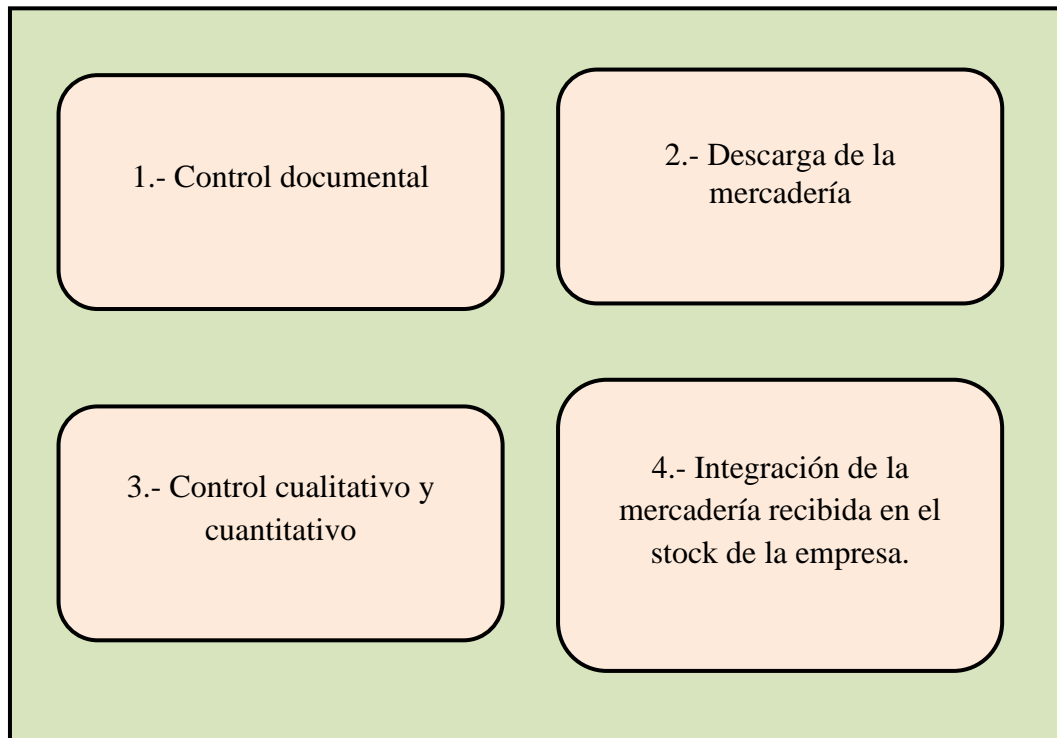 1.- Control documental
2.- Descarga de la
mercadería
3.- Control cualitativo y
cuantitativo
4.- Integración de la
mercadería recibida en el
stock de la empresa.